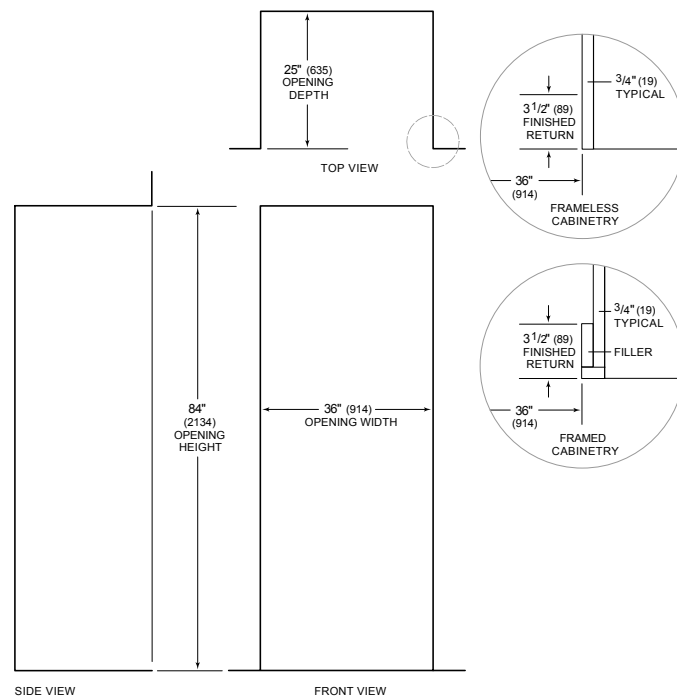 25" (635)
OPENING
DEPTH
TOP VIEW
3/4" (19)
TYPICAL
3 1/2" (89)
FINISHED
RETURN
36"
(914)
FRAMELESS
CABINETRY
3/4" (19)
TYPICAL
3 1/2" (89)
FINISHED
RETURN
FILLER
36"
(914)
FRAMED
CABINETRY
84"
(2134)
OPENING
HEIGHT
36" (914)
OPENING WIDTH
SIDE VIEW
FRONT VIEW